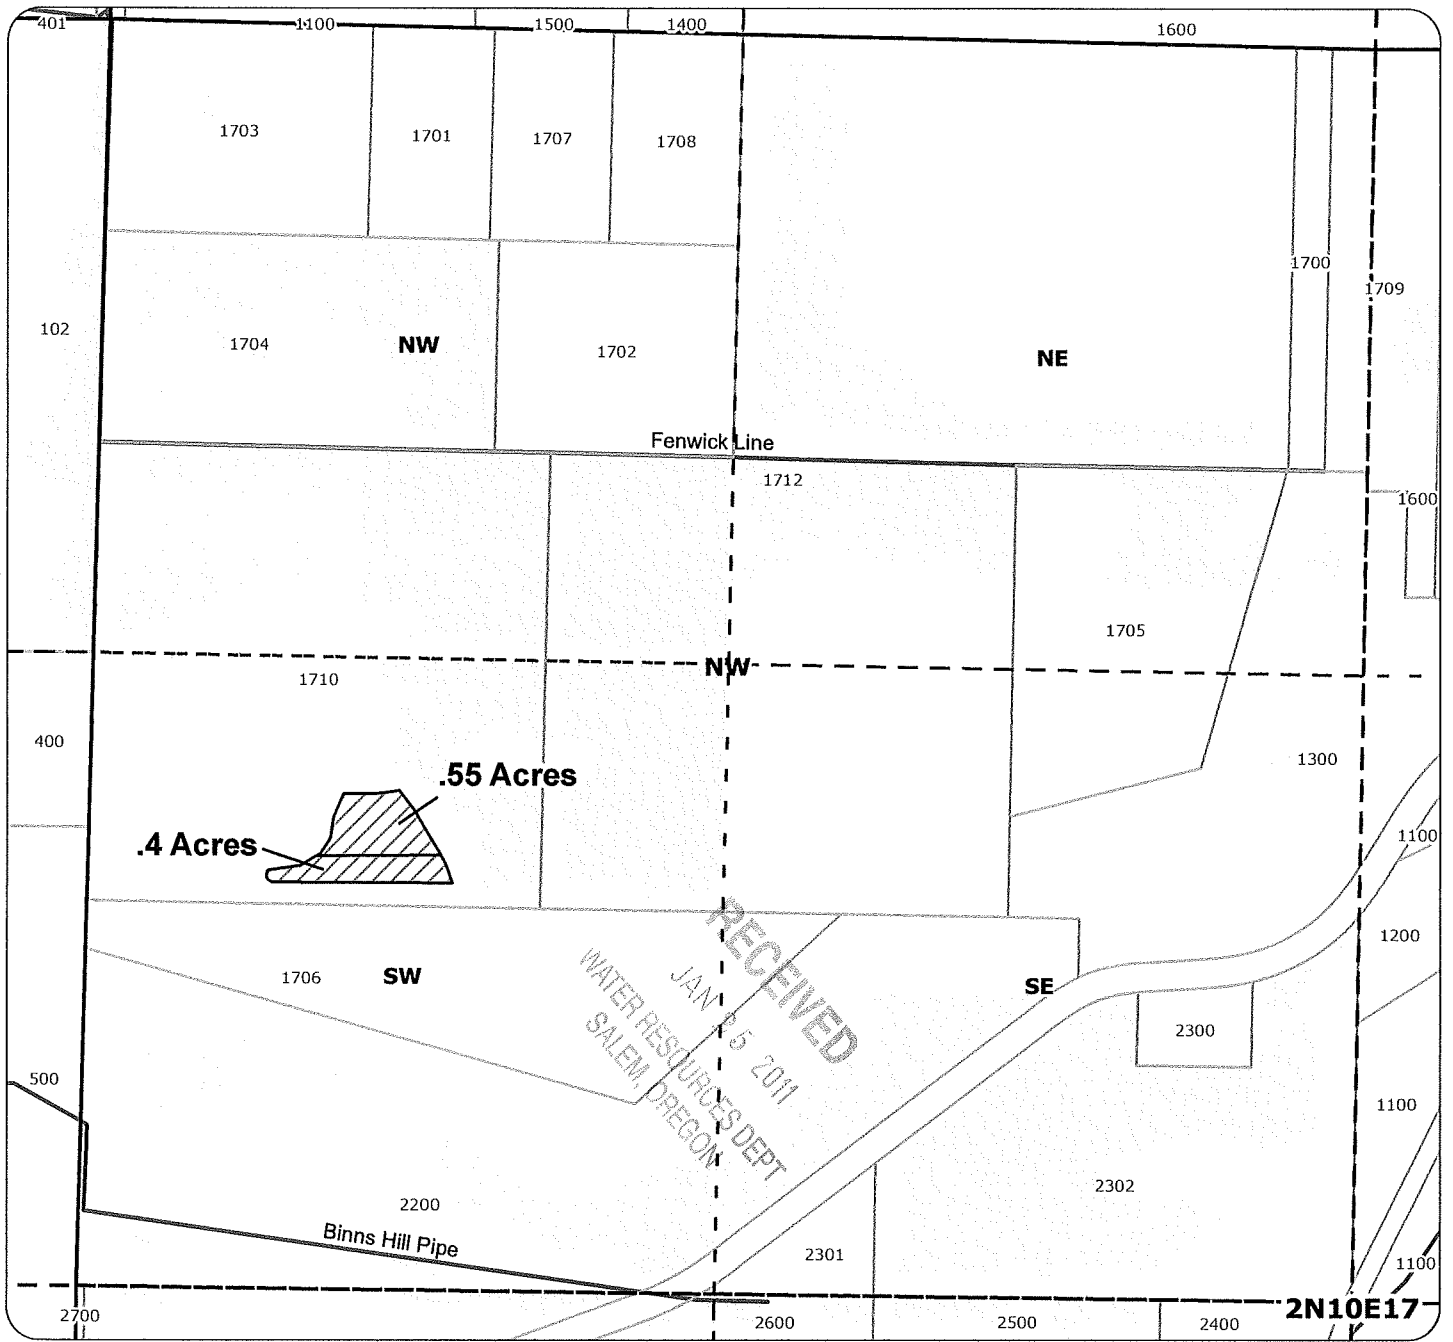 401
1100
1500
1400
1600
1703
1701
1707
1708
1700
1709
102
1704
NW
1702
NE
Fenwick Line
1712
1600
1705
NW
1710
400
1300
.55 Acres
.4 Acres
1100
1200
1706
SW
SE
RECEIVED
JAN 25 2011
WATER RESOURCES DEPT
SALEM, OREGON
2300
500
1100
2302
2200
Binns Hill Pipe
2301
1100
2N10E17
2700
2600
2500
2400